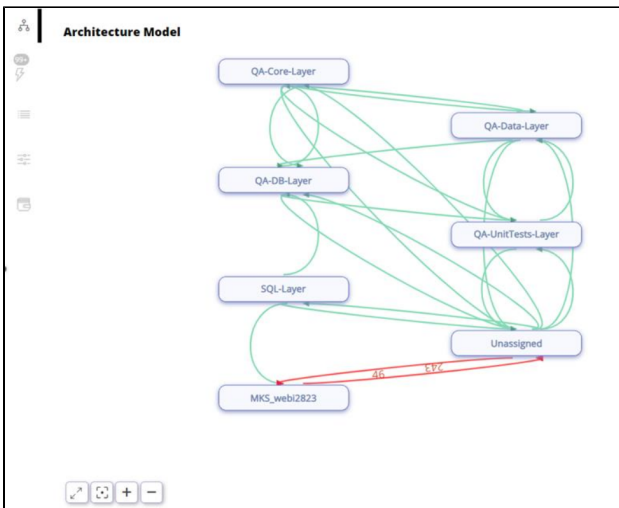 Architecture Model
99+
QA-Core-Layer
QA-Data-Layer
QA-DB-Layer
QA-UnitTests-Layer
SQL-Layer
Unassigned
46
243
MKS_webi2823